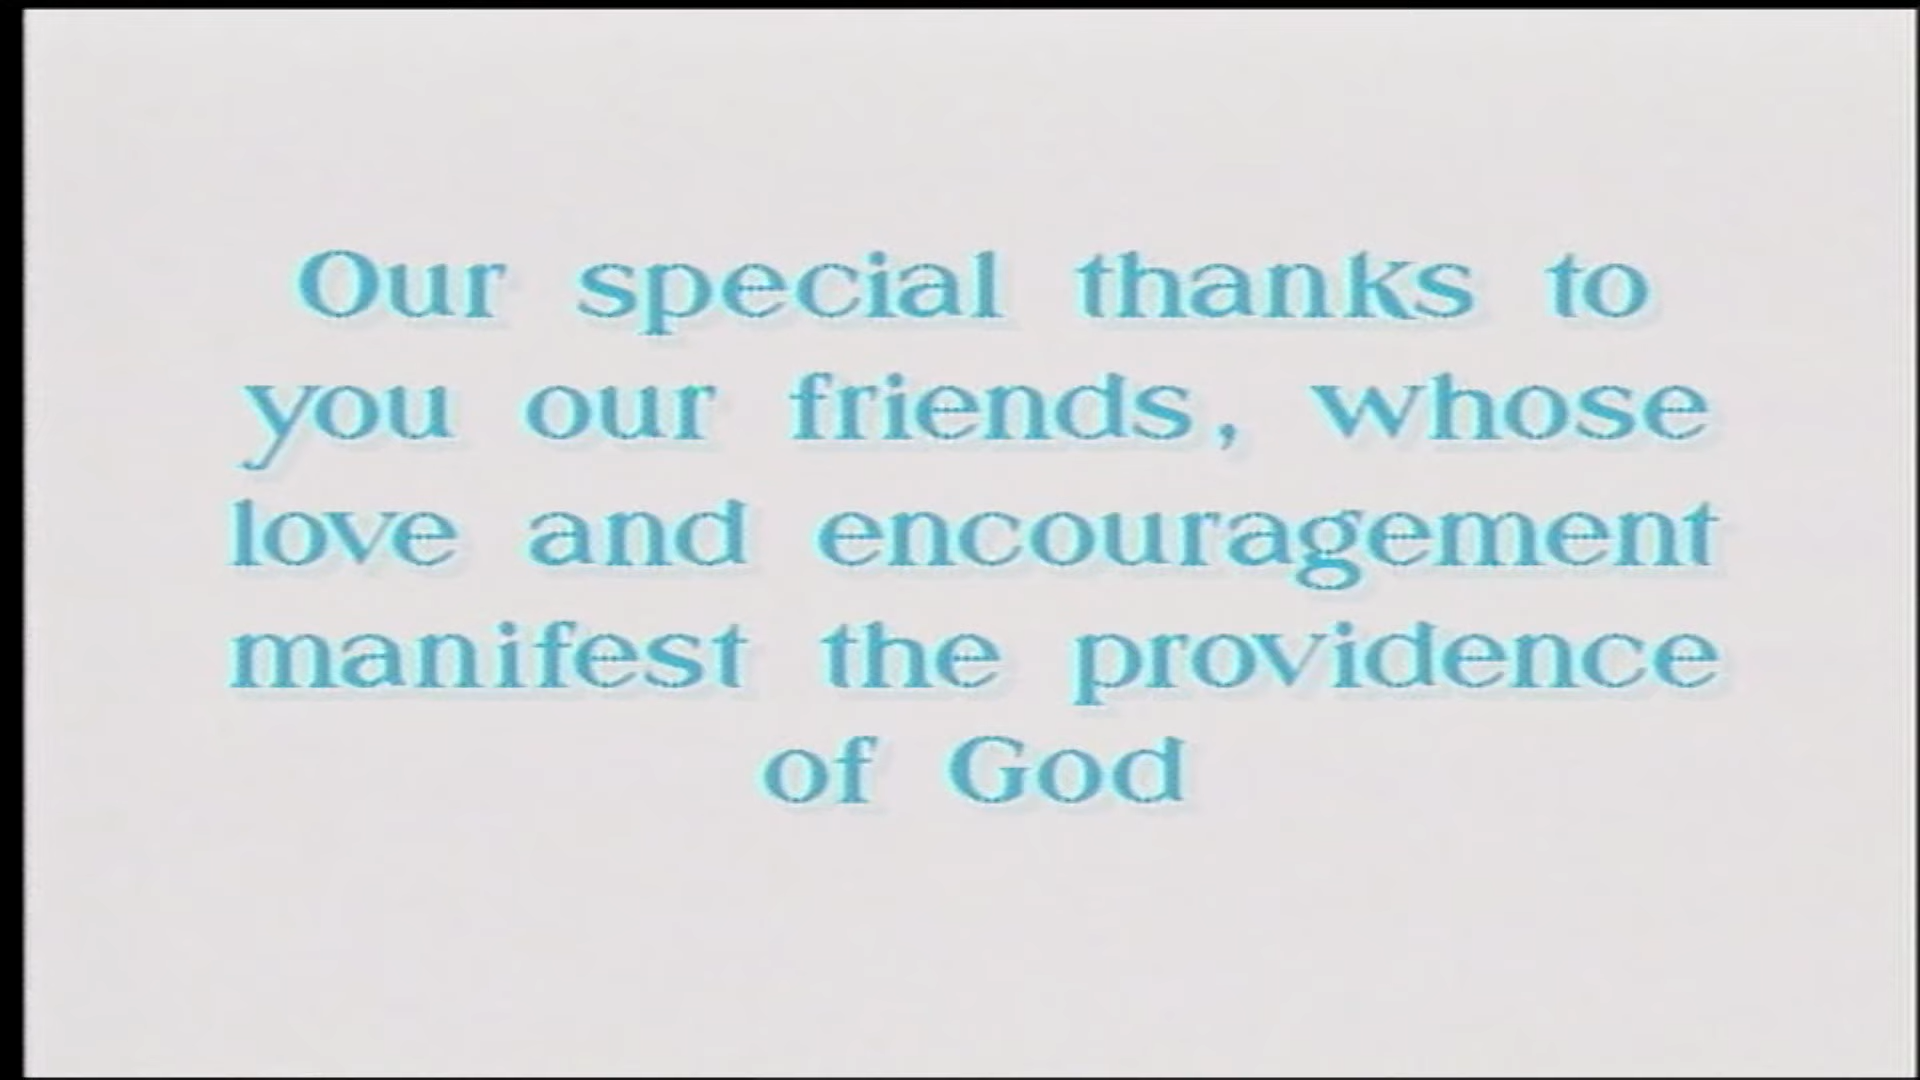 Our special thanks to
you our friends, whose
love and encouragement
manifest the providence
of God